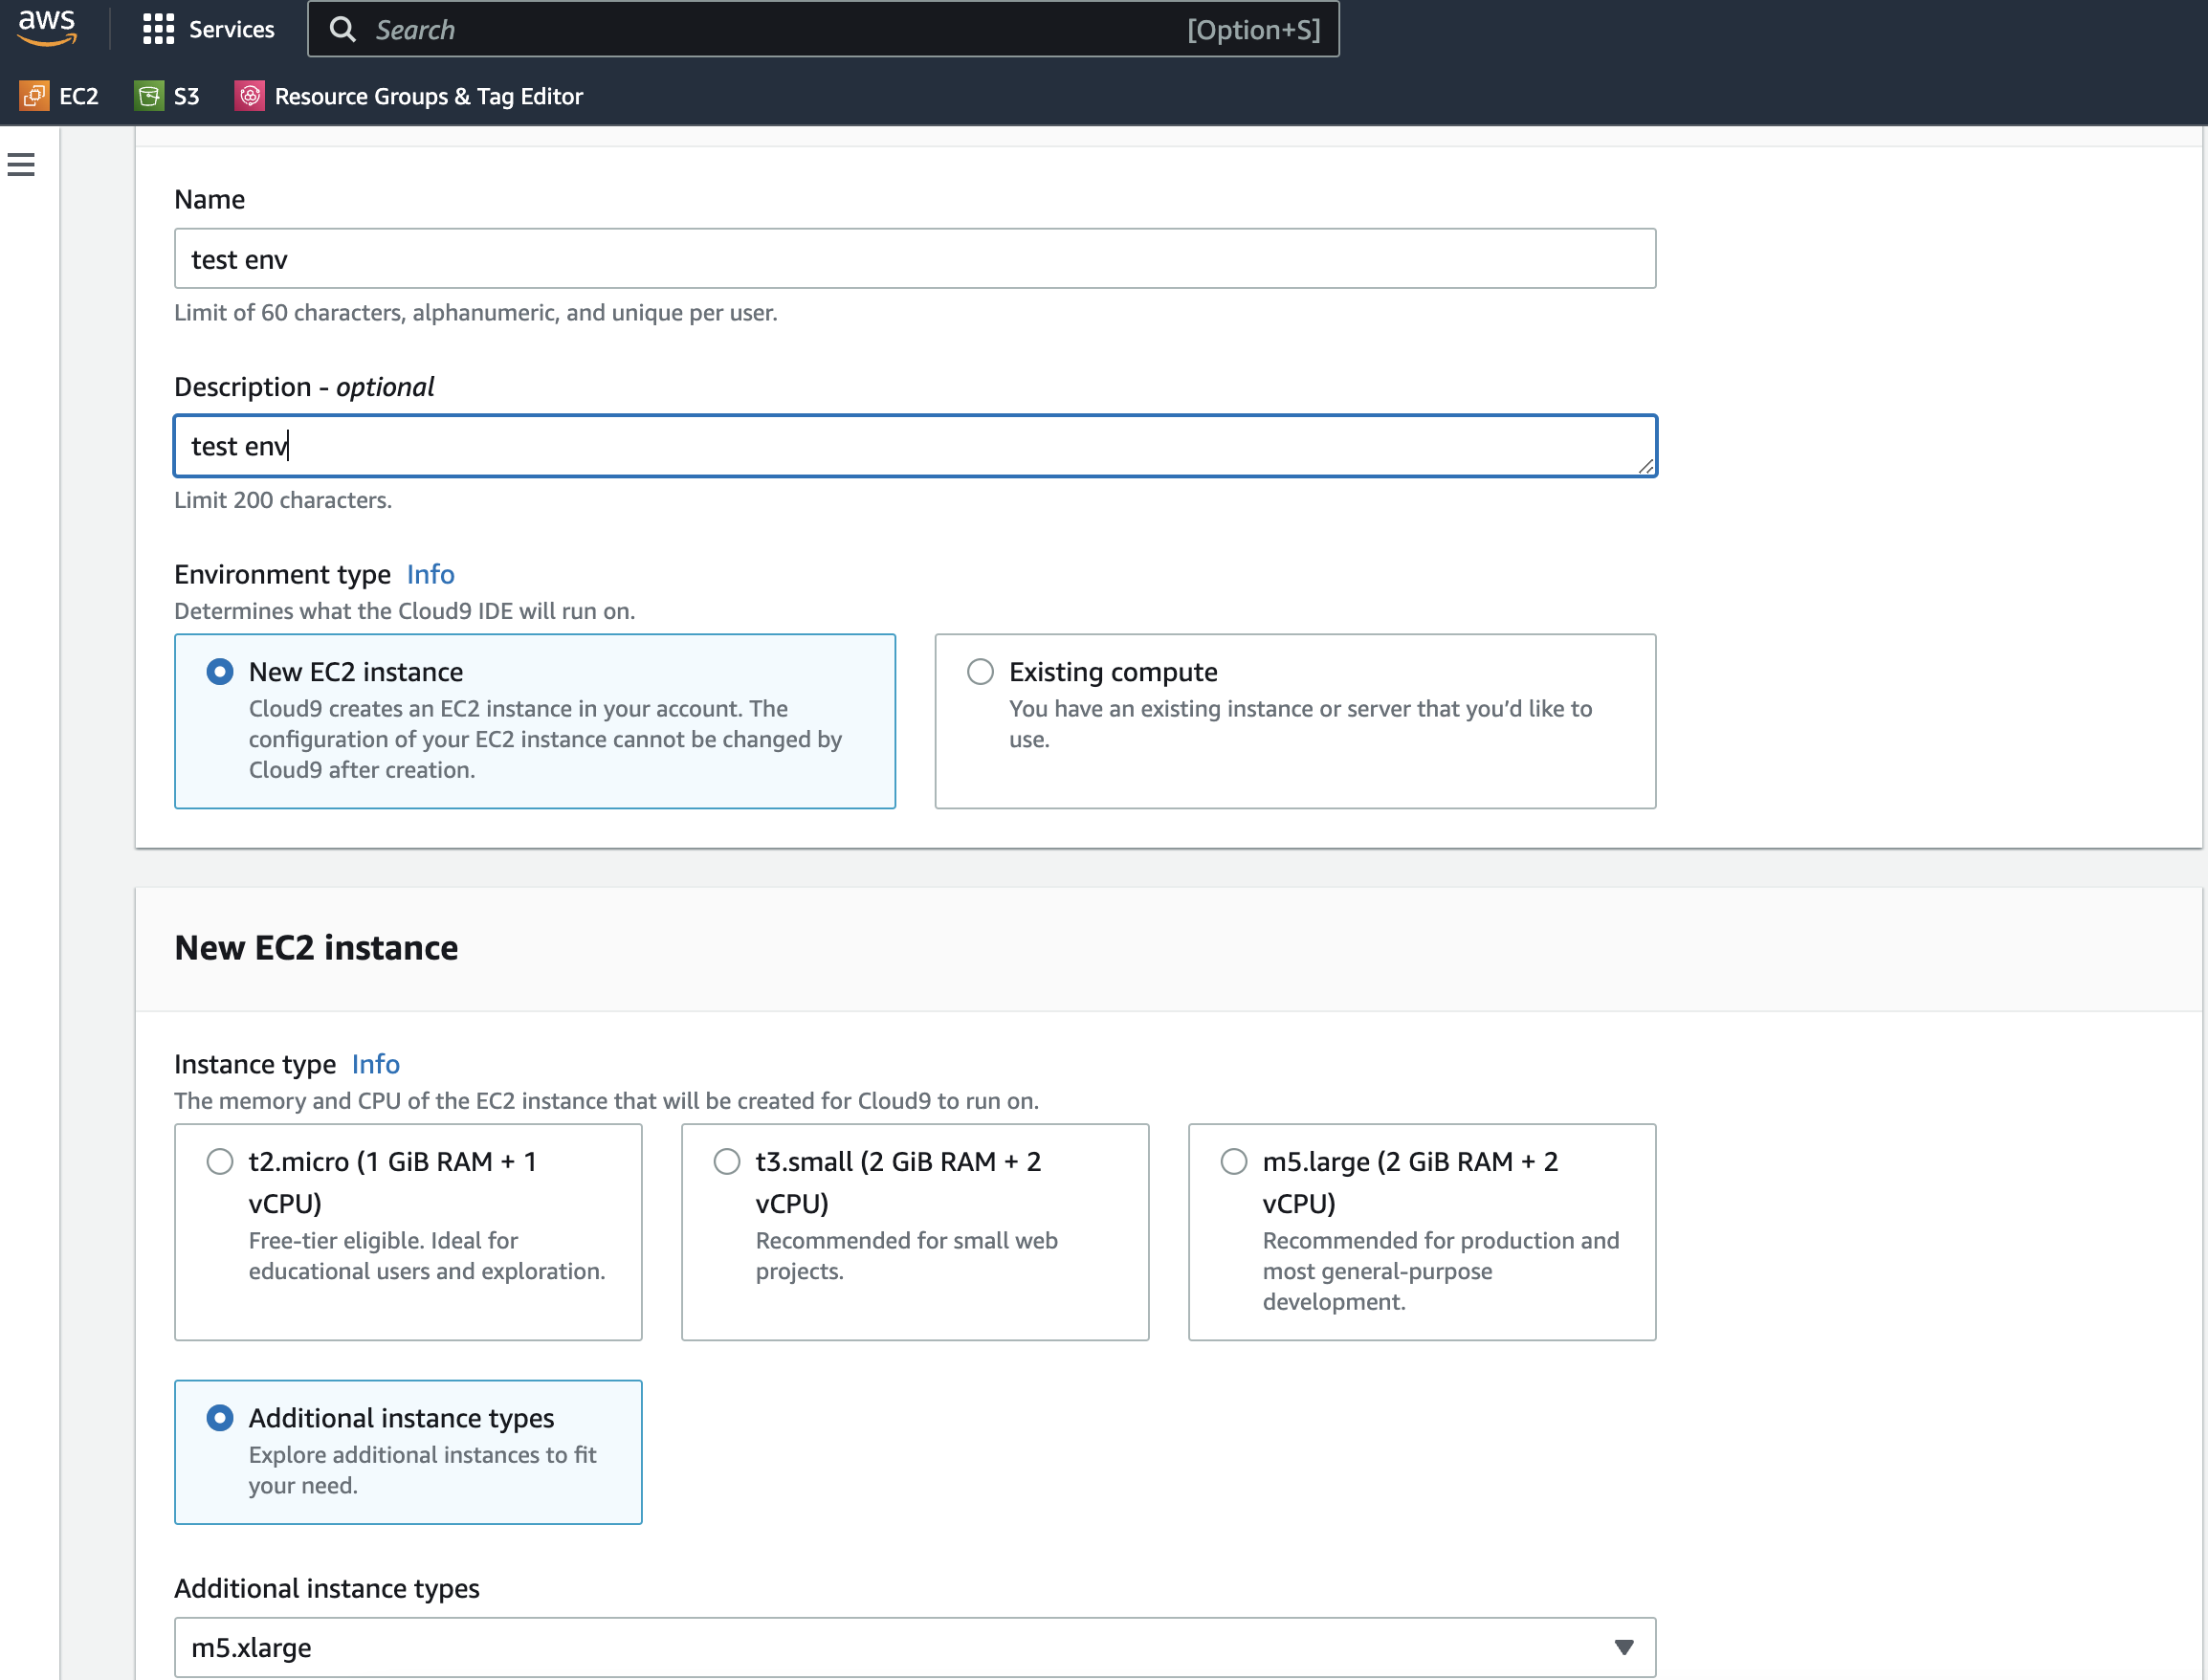 aws
Services
Search
[Option+S]
EC2
S3
Resource Groups & Tag Editor
Name
test env
Limit of 60 characters, alphanumeric, and unique per user.
Description - optional
test env
Limit 200 characters.
Environment type Info
Determines what the Cloud9 IDE will run on.
New EC2 instance
Cloud9 creates an EC2 instance in your account. The
configuration of your EC2 instance cannot be changed by
Cloud9 after creation.
Existing compute
You have an existing instance or server that you’d like to
use.
New EC2 instance
Instance type Info
The memory and CPU of the EC2 instance that will be created for Cloud9 to run on.
t2.micro (1 GiB RAM + 1
vCPU)
Free-tier eligible. Ideal for
educational users and exploration.
t3.small (2 GiB RAM + 2
vCPU)
Recommended for small web
projects.
m5.large (2 GiB RAM + 2
vCPU)
Recommended for production and
most general-purpose
development.
Additional instance types
Explore additional instances to fit
your need.
Additional instance types
m5.xlarge